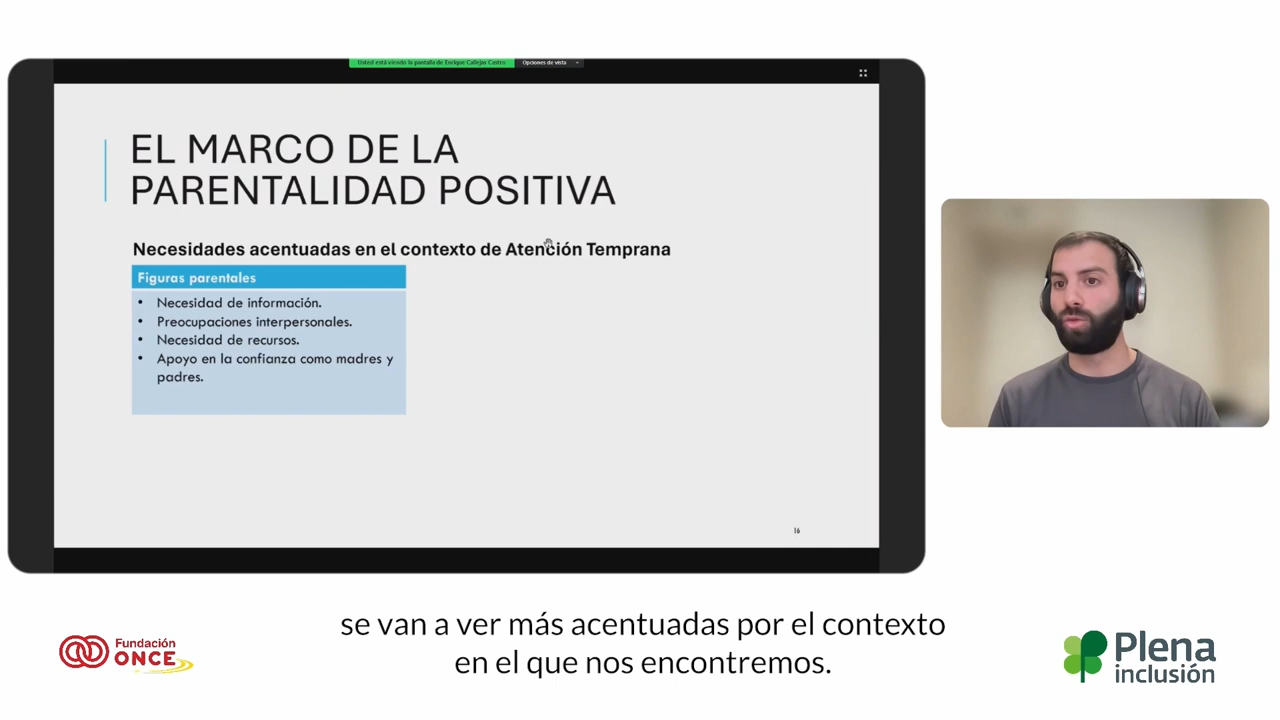 Usted está viendo la pantalla de Enrique Callejas Castro
Opciones de vista
EL MARCO DE LA
PARENTALIDAD POSITIVA
Necesidades acentuadas en el contexto de Atención Temprana
Figuras parentales
• Necesidad de información.
• Preocupaciones interpersonales.
• Necesidad de recursos.
• Apoyo en la confianza como madres y
padres.
16
se van a ver más acentuadas por el contexto
en el que nos encontremos.
Fundación
ONCE
Plena
inclusión